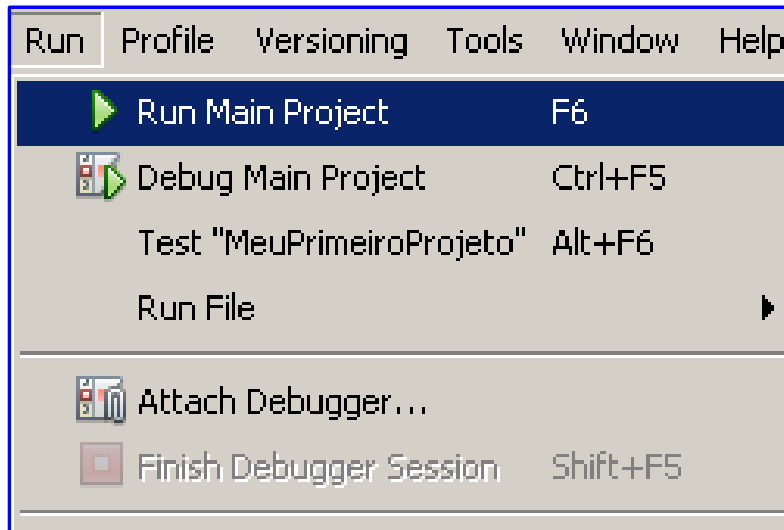 Run Profile Versioning Tools Window Help
Run Main Project F6
Debug Main Project Ctrl+F5
Test "MeuPrimeiroProjeto" Alt+F6
Run File
Attach Debugger...
Finish Debugger Session Shift+F5